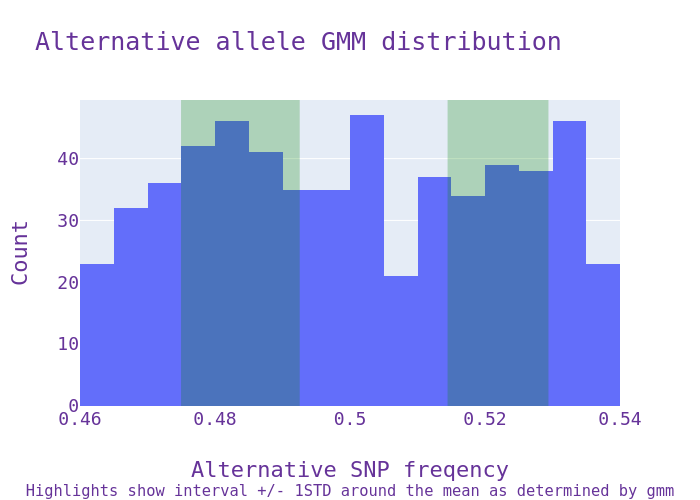 Alternative allele GMM distribution
Count
40
30
20
10
0
0.46 0.48 0.5 0.52 0.54
Alternative SNP freqency
Highlights show interval +/- 1STD around the mean as determined by gmm